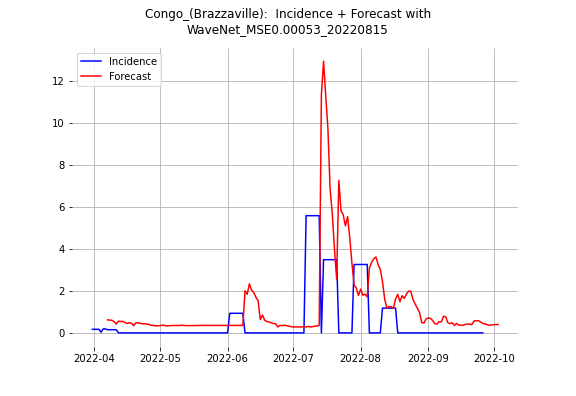 Congo_(Brazzaville):  Incidence + Forecast with
WaveNet_MSE0.00053_20220815
Incidence
Forecast
12
10
8
6
4
2
0
2022-04 2022-05 2022-06 2022-07 2022-08 2022-09 2022-10